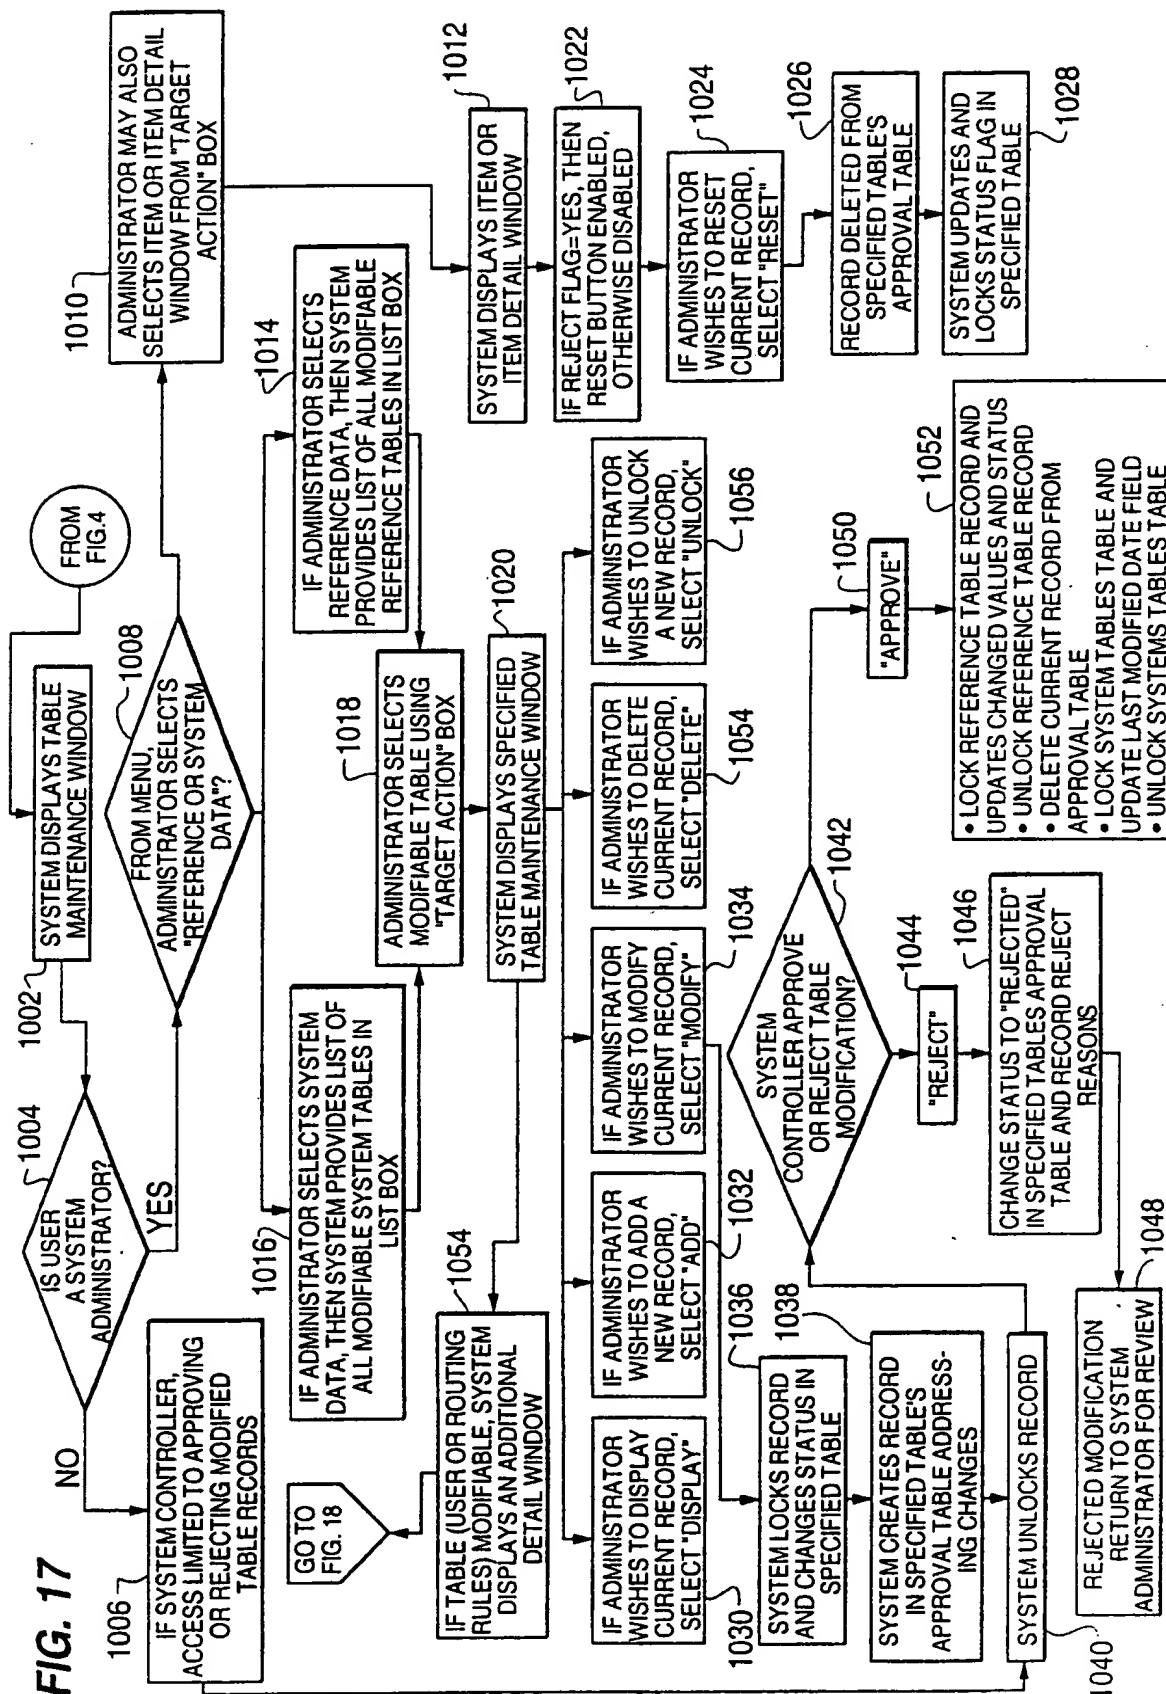 FIG. 17
FROM
FIG.4
1002
SYSTEM DISPLAYS TABLE
MAINTENANCE WINDOW
1004
IS USER
A SYSTEM
ADMINISTRATOR?
NO
YES
1006
IF SYSTEM CONTROLLER,
ACCESS LIMITED TO APPROVING
OR REJECTING MODIFIED
TABLE RECORDS
1008
FROM MENU,
ADMINISTRATOR SELECTS
"REFERENCE OR SYSTEM
DATA"?
1010
ADMINISTRATOR MAY ALSO
SELECTS ITEM OR ITEM DETAIL
WINDOW FROM "TARGET
ACTION" BOX
1012
SYSTEM DISPLAYS ITEM OR
ITEM DETAIL WINDOW
1014
IF ADMINISTRATOR SELECTS
REFERENCE DATA, THEN SYSTEM
PROVIDES LIST OF ALL MODIFIABLE
REFERENCE TABLES IN LIST BOX
1016
IF ADMINISTRATOR SELECTS SYSTEM
DATA, THEN SYSTEM PROVIDES LIST OF
ALL MODIFIABLE SYSTEM TABLES IN
LIST BOX
1018
ADMINISTRATOR SELECTS
MODIFIABLE TABLE USING
"TARGET ACTION" BOX
1020
SYSTEM DISPLAYS SPECIFIED
TABLE MAINTENANCE WINDOW
1022
IF REJECT FLAG=YES, THEN
RESET BUTTON ENABLED,
OTHERWISE DISABLED
1024
IF ADMINISTRATOR
WISHES TO RESET
CURRENT RECORD,
SELECT "RESET"
1026
RECORD DELETED FROM
SPECIFIED TABLE'S
APPROVAL TABLE
1028
SYSTEM UPDATES AND
LOCKS STATUS FLAG IN
SPECIFIED TABLE
GO TO
FIG. 18
1054
IF TABLE (USER OR ROUTING
RULES) MODIFIABLE, SYSTEM
DISPLAYS AN ADDITIONAL
DETAIL WINDOW
IF ADMINISTRATOR
WISHES TO DISPLAY
CURRENT RECORD,
SELECT "DISPLAY"
1030
IF ADMINISTRATOR
WISHES TO ADD A
NEW RECORD,
SELECT "ADD"
1032
IF ADMINISTRATOR
WISHES TO MODIFY
CURRENT RECORD,
SELECT "MODIFY"
1034
IF ADMINISTRATOR
WISHES TO DELETE
CURRENT RECORD,
SELECT "DELETE"
1054
IF ADMINISTRATOR
WISHES TO UNLOCK
A NEW RECORD,
SELECT "UNLOCK"
1056
1036
SYSTEM LOCKS RECORD
AND CHANGES STATUS IN
SPECIFIED TABLE
1038
SYSTEM CREATES RECORD
IN SPECIFIED TABLE'S
APPROVAL TABLE ADDRESS-
ING CHANGES
SYSTEM UNLOCKS RECORD
1040
SYSTEM
CONTROLLER APPROVE
OR REJECT TABLE
MODIFICATION?
1042
"REJECT"
1044
CHANGE STATUS TO "REJECTED"
IN SPECIFIED TABLES APPROVAL
TABLE AND RECORD REJECT
REASONS
1046
REJECTED MODIFICATION
RETURN TO SYSTEM
ADMINISTRATOR FOR REVIEW
1048
"APPROVE"
1050
1052
• LOCK REFERENCE TABLE RECORD AND
UPDATES CHANGED VALUES AND STATUS
• UNLOCK REFERENCE TABLE RECORD
• DELETE CURRENT RECORD FROM
APPROVAL TABLE
• LOCK SYSTEM TABLES TABLE AND
UPDATE LAST MODIFIED DATE FIELD
• UNLOCK SYSTEMS TABLES TABLE